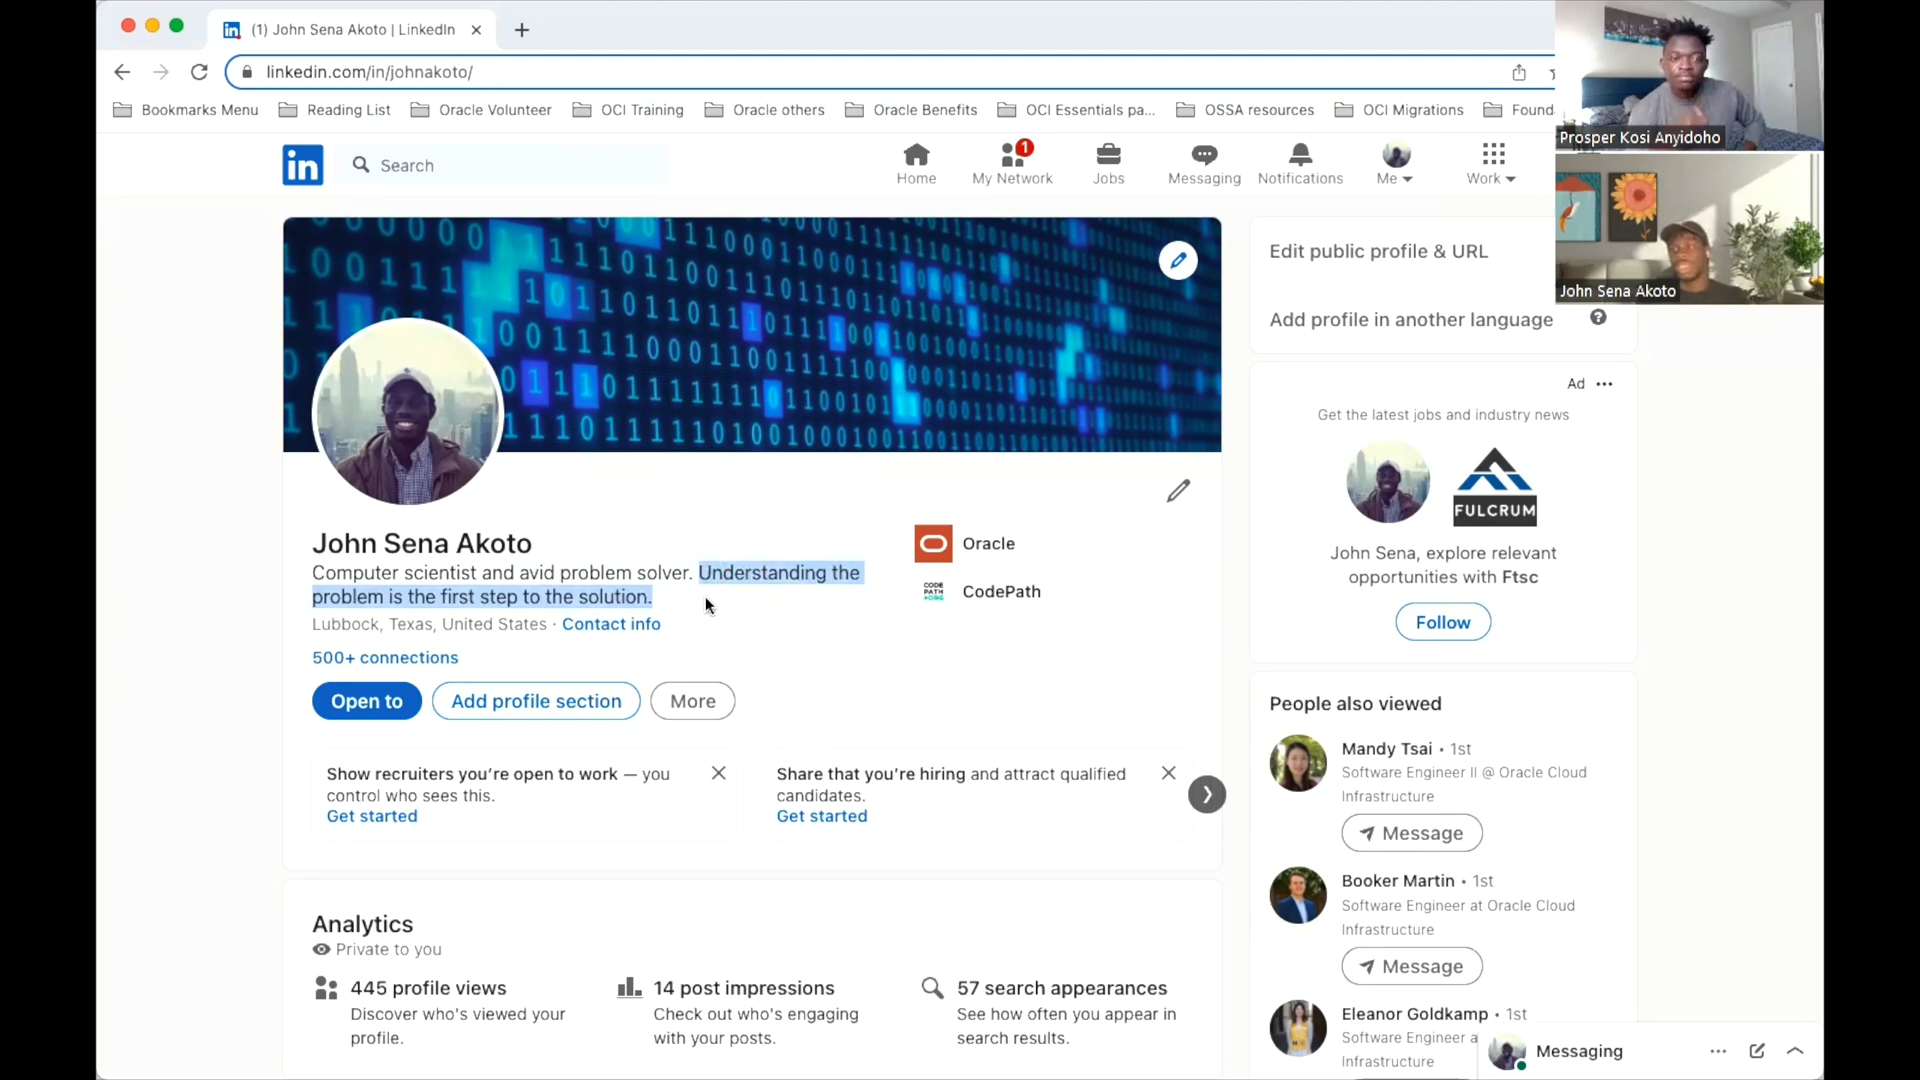 (1) John Sena Akoto | LinkedIn
linkedin.com/in/johnakoto/
Bookmarks Menu
Reading List
Oracle Volunteer
OCI Training
Oracle others
Oracle Benefits
OCI Essentials pa...
OSSA resources
OCI Migrations
Found
Prosper Kosi Anyidoho
John Sena Akoto
in
Search
Home
1
My Network
Jobs
Messaging
Notifications
Me
Work
Edit public profile & URL
Add profile in another language
John Sena Akoto
Computer scientist and avid problem solver. Understanding the
problem is the first step to the solution.
Lubbock, Texas, United States · Contact info
500+ connections
Oracle
CODE
PATH
*ORG
CodePath
Open to
Add profile section
More
Show recruiters you're open to work — you
control who sees this.
Get started
Share that you're hiring and attract qualified
candidates.
Get started
Analytics
Private to you
445 profile views
Discover who's viewed your
profile.
14 post impressions
Check out who's engaging
with your posts.
57 search appearances
See how often you appear in
search results.
Ad
Get the latest jobs and industry news
FULCRUM
John Sena, explore relevant
opportunities with Ftsc
Follow
People also viewed
Mandy Tsai • 1st
Software Engineer II @ Oracle Cloud
Infrastructure
Message
Booker Martin • 1st
Software Engineer at Oracle Cloud
Infrastructure
Message
Eleanor Goldkamp • 1st
Software Engineer a
Infrastructure
Messaging